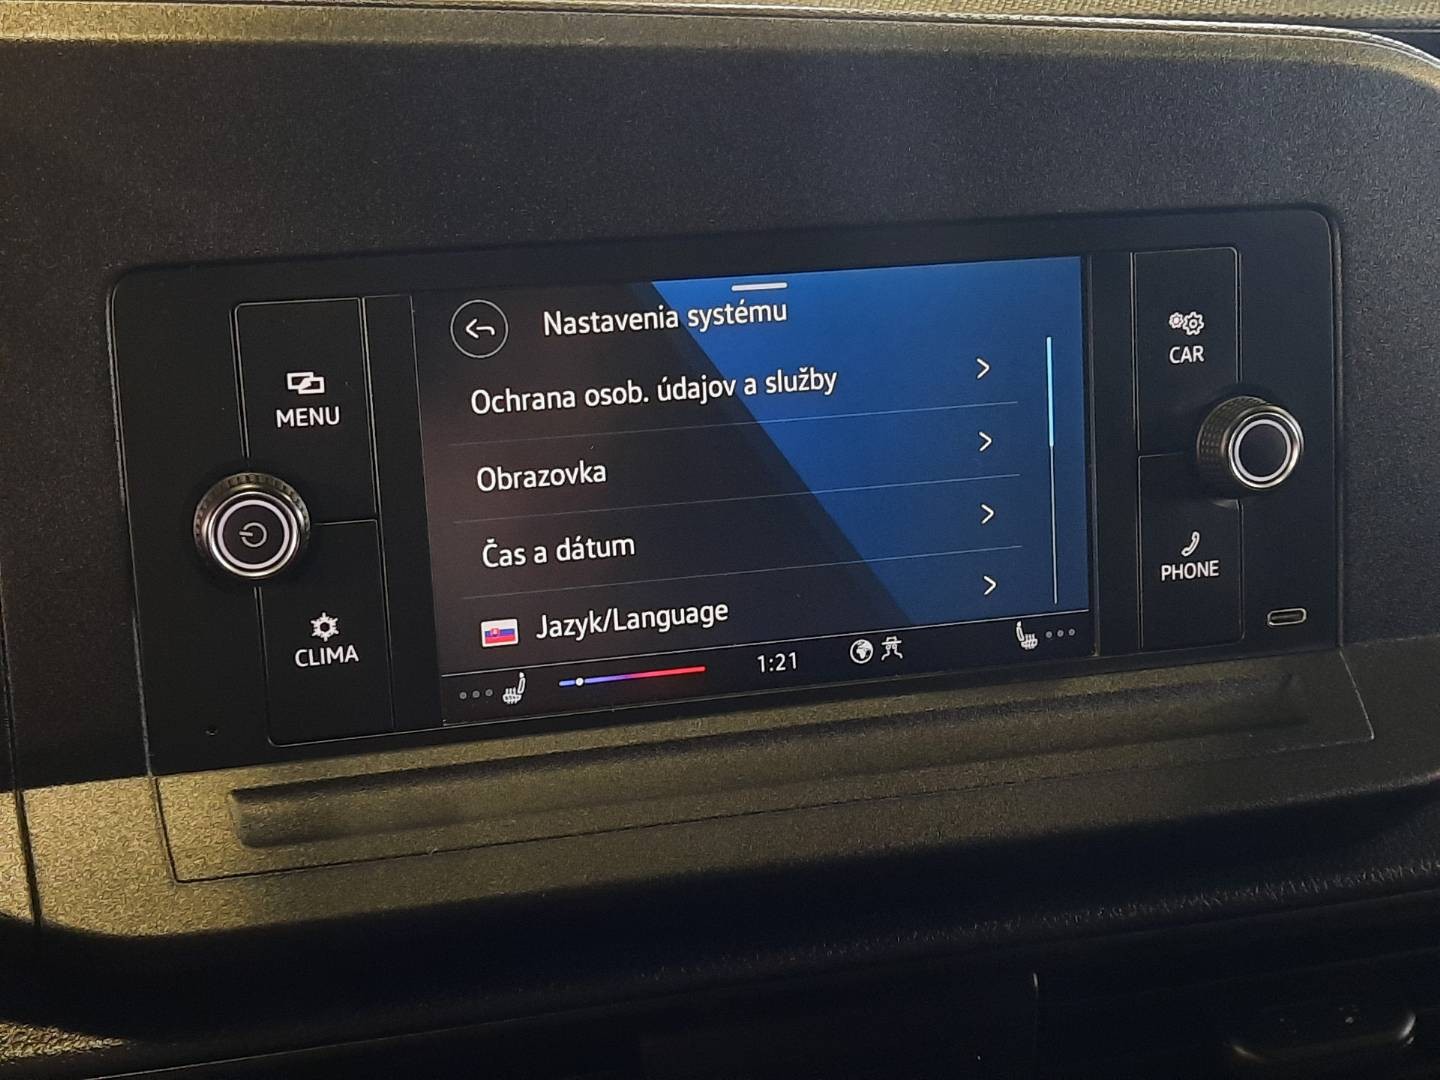 Nastavenia systému
Ochrana osob. údajov a služby
Obrazovka
Čas a dátum
Jazyk/Language
1:21
MENU
CLIMA
CAR
PHONE